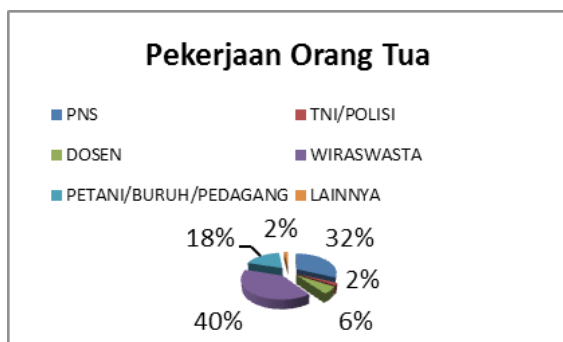 Pekerjaan Orang Tua
PNS TNI/POLISI
DOSEN WIRASWASTA
PETANI/BURUH/PEDAGANG LAINNYA
18% 2% 32%
2%
40% 6%